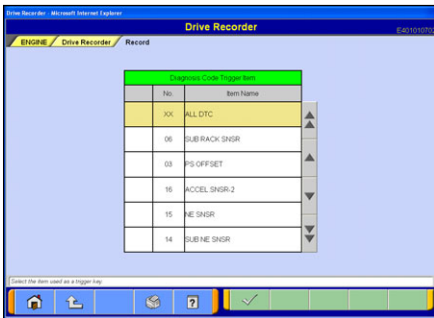 Drive Recorder - Microsoft Internet Explorer
Drive Recorder
E401010702
ENGINE Drive Recorder Record
Diagnosis Code Trigger Item
No. Item Name
XX ALL DTC
06 SUB RACK SNSR
03 PS OFFSET
16 ACCEL SNSR-2
15 NE SNSR
14 SUB NE SNSR
Select the item used as a trigger key
?